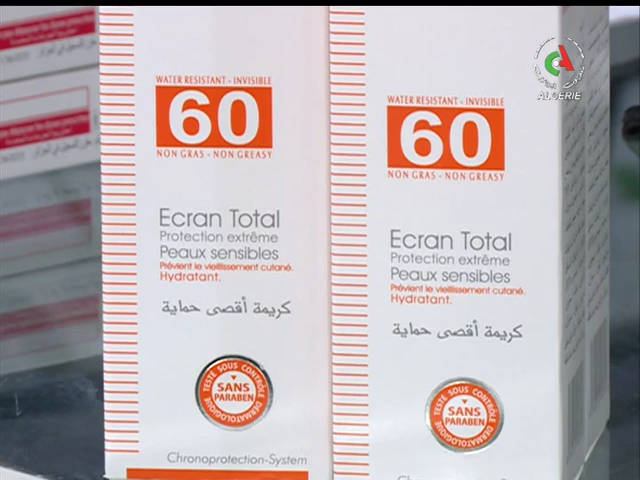 WATER RESISTANT - INVISIBLE
60
NON GRAS - NON GREASY
Ecran Total
Protection extrême
Peaux sensibles
Prévient le vieillissement cutané.
Hydratant.
كريمة أقصى حماية
TESTÉ SOUS CONTRÔLE DERMATOLOGIQUE
SANS
PARABEN
Chronoprotection-System
WATER RESISTANT - INVISIBLE
60
NON GRAS - NON GREASY
Ecran Total
Protection extrême
Peaux sensibles
Prévient le vieillissement cutané.
Hydratant.
كريمة أقصى حماية
TESTÉ SOUS CONTRÔLE DERMATOLOGIQUE
SANS
PARABEN
Chronoprotection-System
ALGERIE